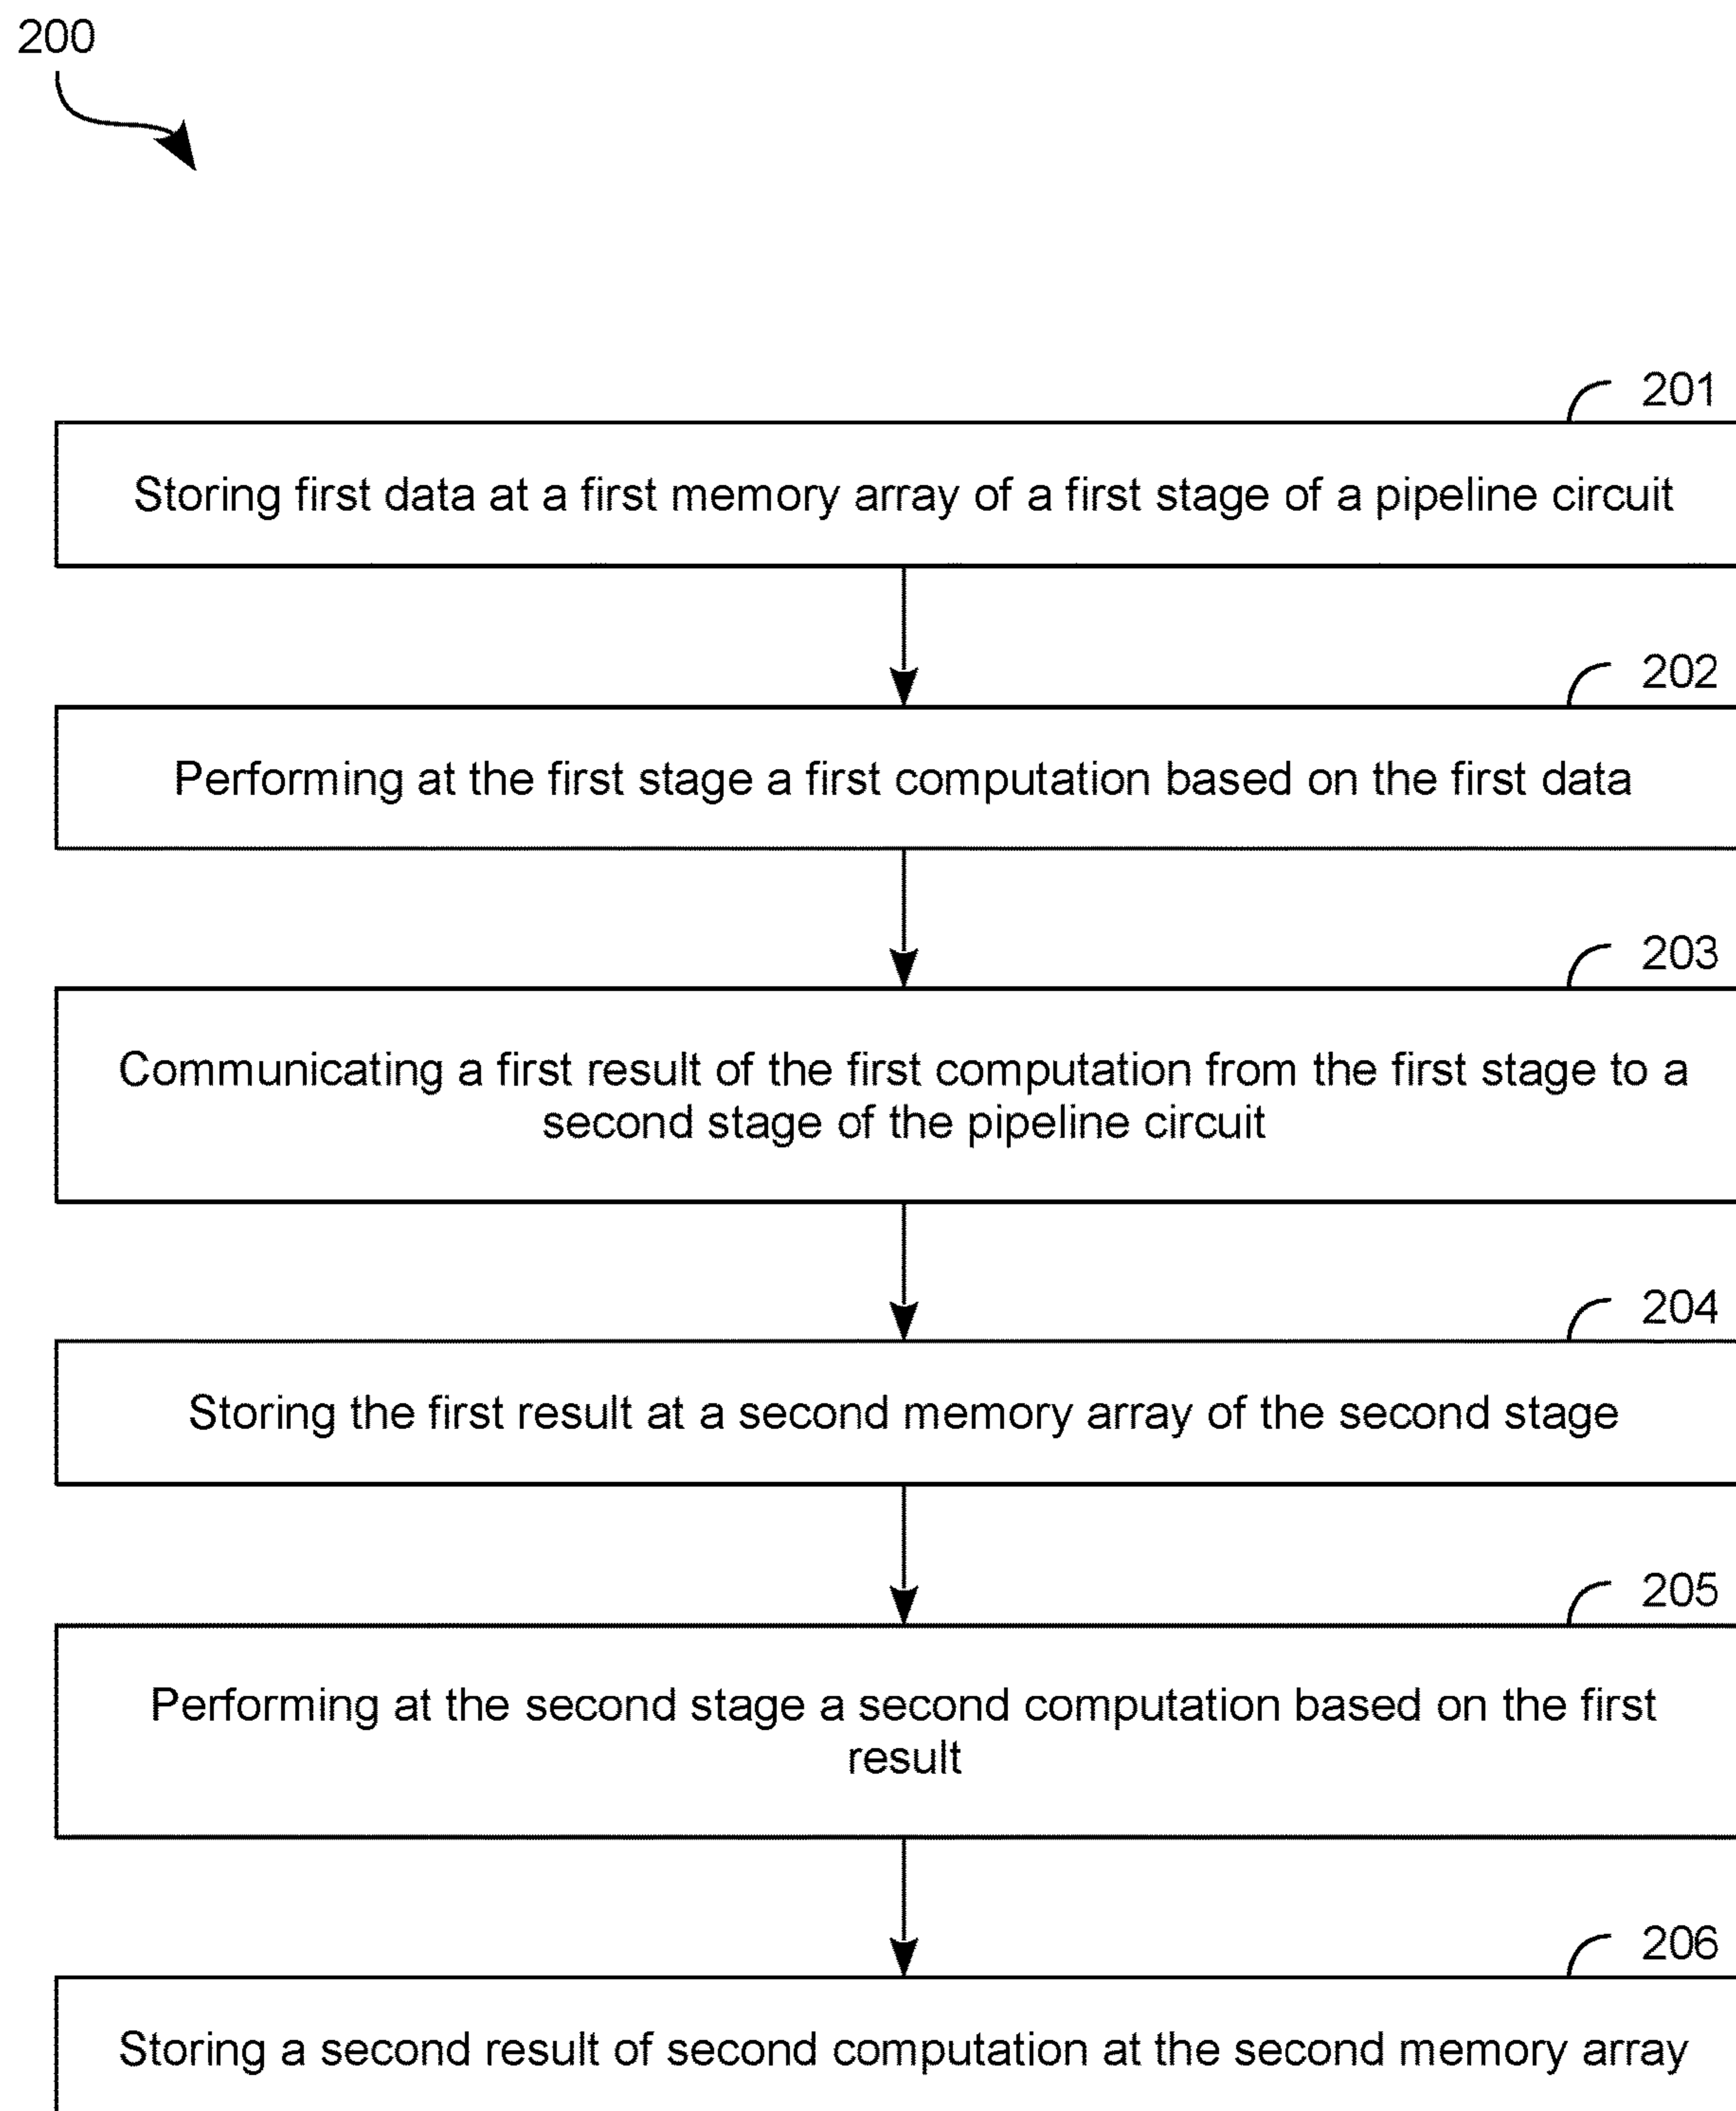 200
201
Storing first data at a first memory array of a first stage of a pipeline circuit
202
Performing at the first stage a first computation based on the first data
203
Communicating a first result of the first computation from the first stage to a
second stage of the pipeline circuit
204
Storing the first result at a second memory array of the second stage
205
Performing at the second stage a second computation based on the first
result
206
Storing a second result of second computation at the second memory array